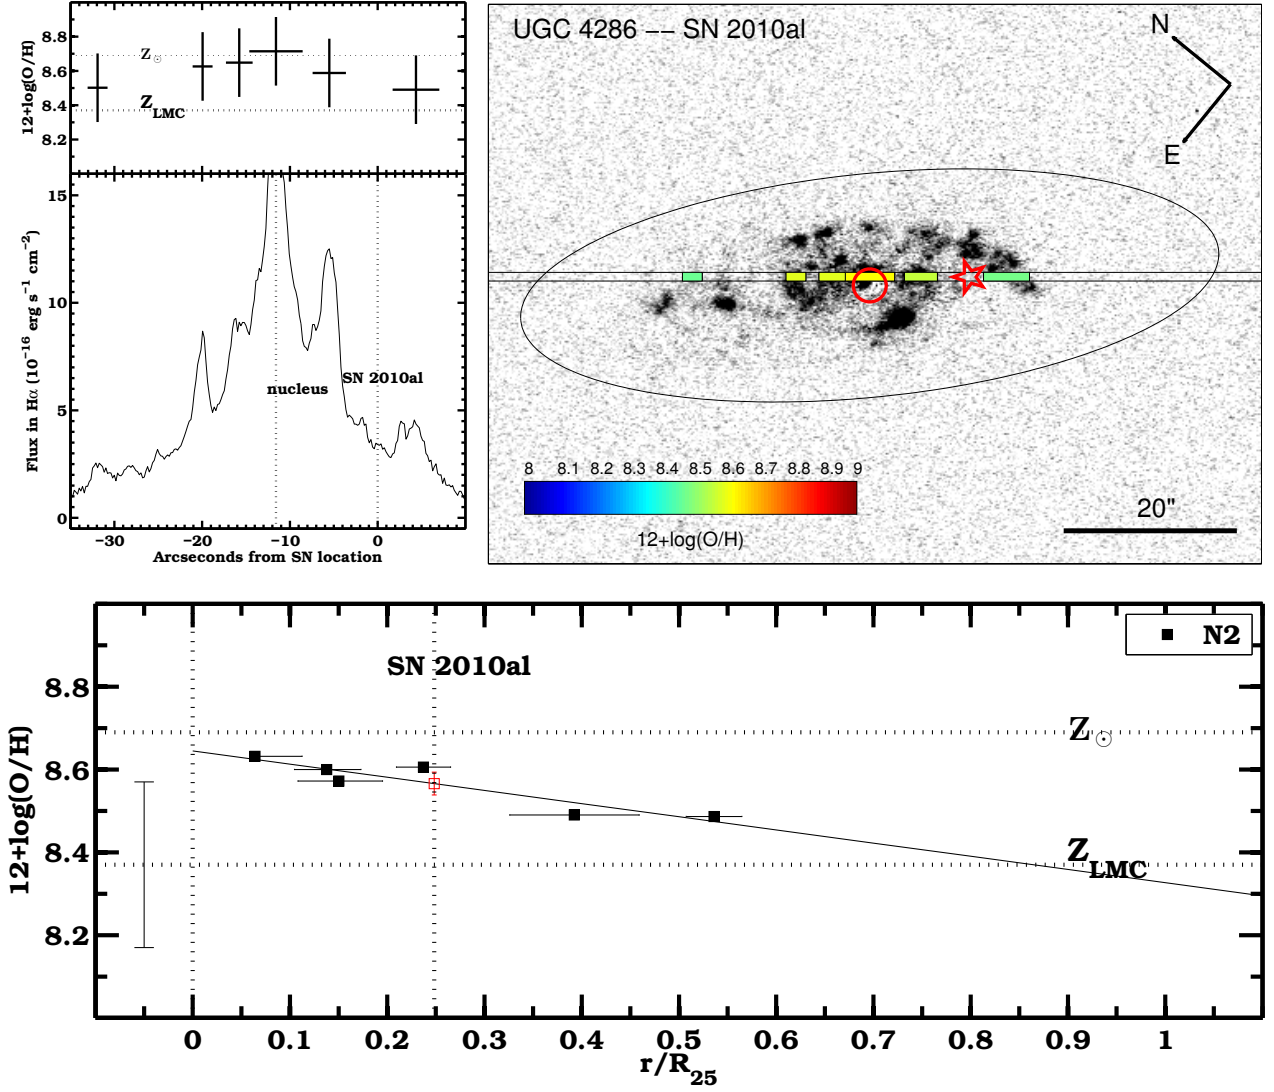 12+log(O/H)
8.8
8.6
8.4
8.2
Z☉
Z_LMC
Flux in Hα (10⁻¹⁶ erg s⁻¹ cm⁻²)
15
10
5
0
nucleus
SN 2010al
−30 −20 −10 0
Arcseconds from SN location
UGC 4286 −− SN 2010al
N
E
8 8.1 8.2 8.3 8.4 8.5 8.6 8.7 8.8 8.9 9
12+log(O/H)
20"
12+log(O/H)
8.8
8.6
8.4
8.2
SN 2010al
N2
Z☉
Z_LMC
0 0.1 0.2 0.3 0.4 0.5 0.6 0.7 0.8 0.9 1
r/R₂₅